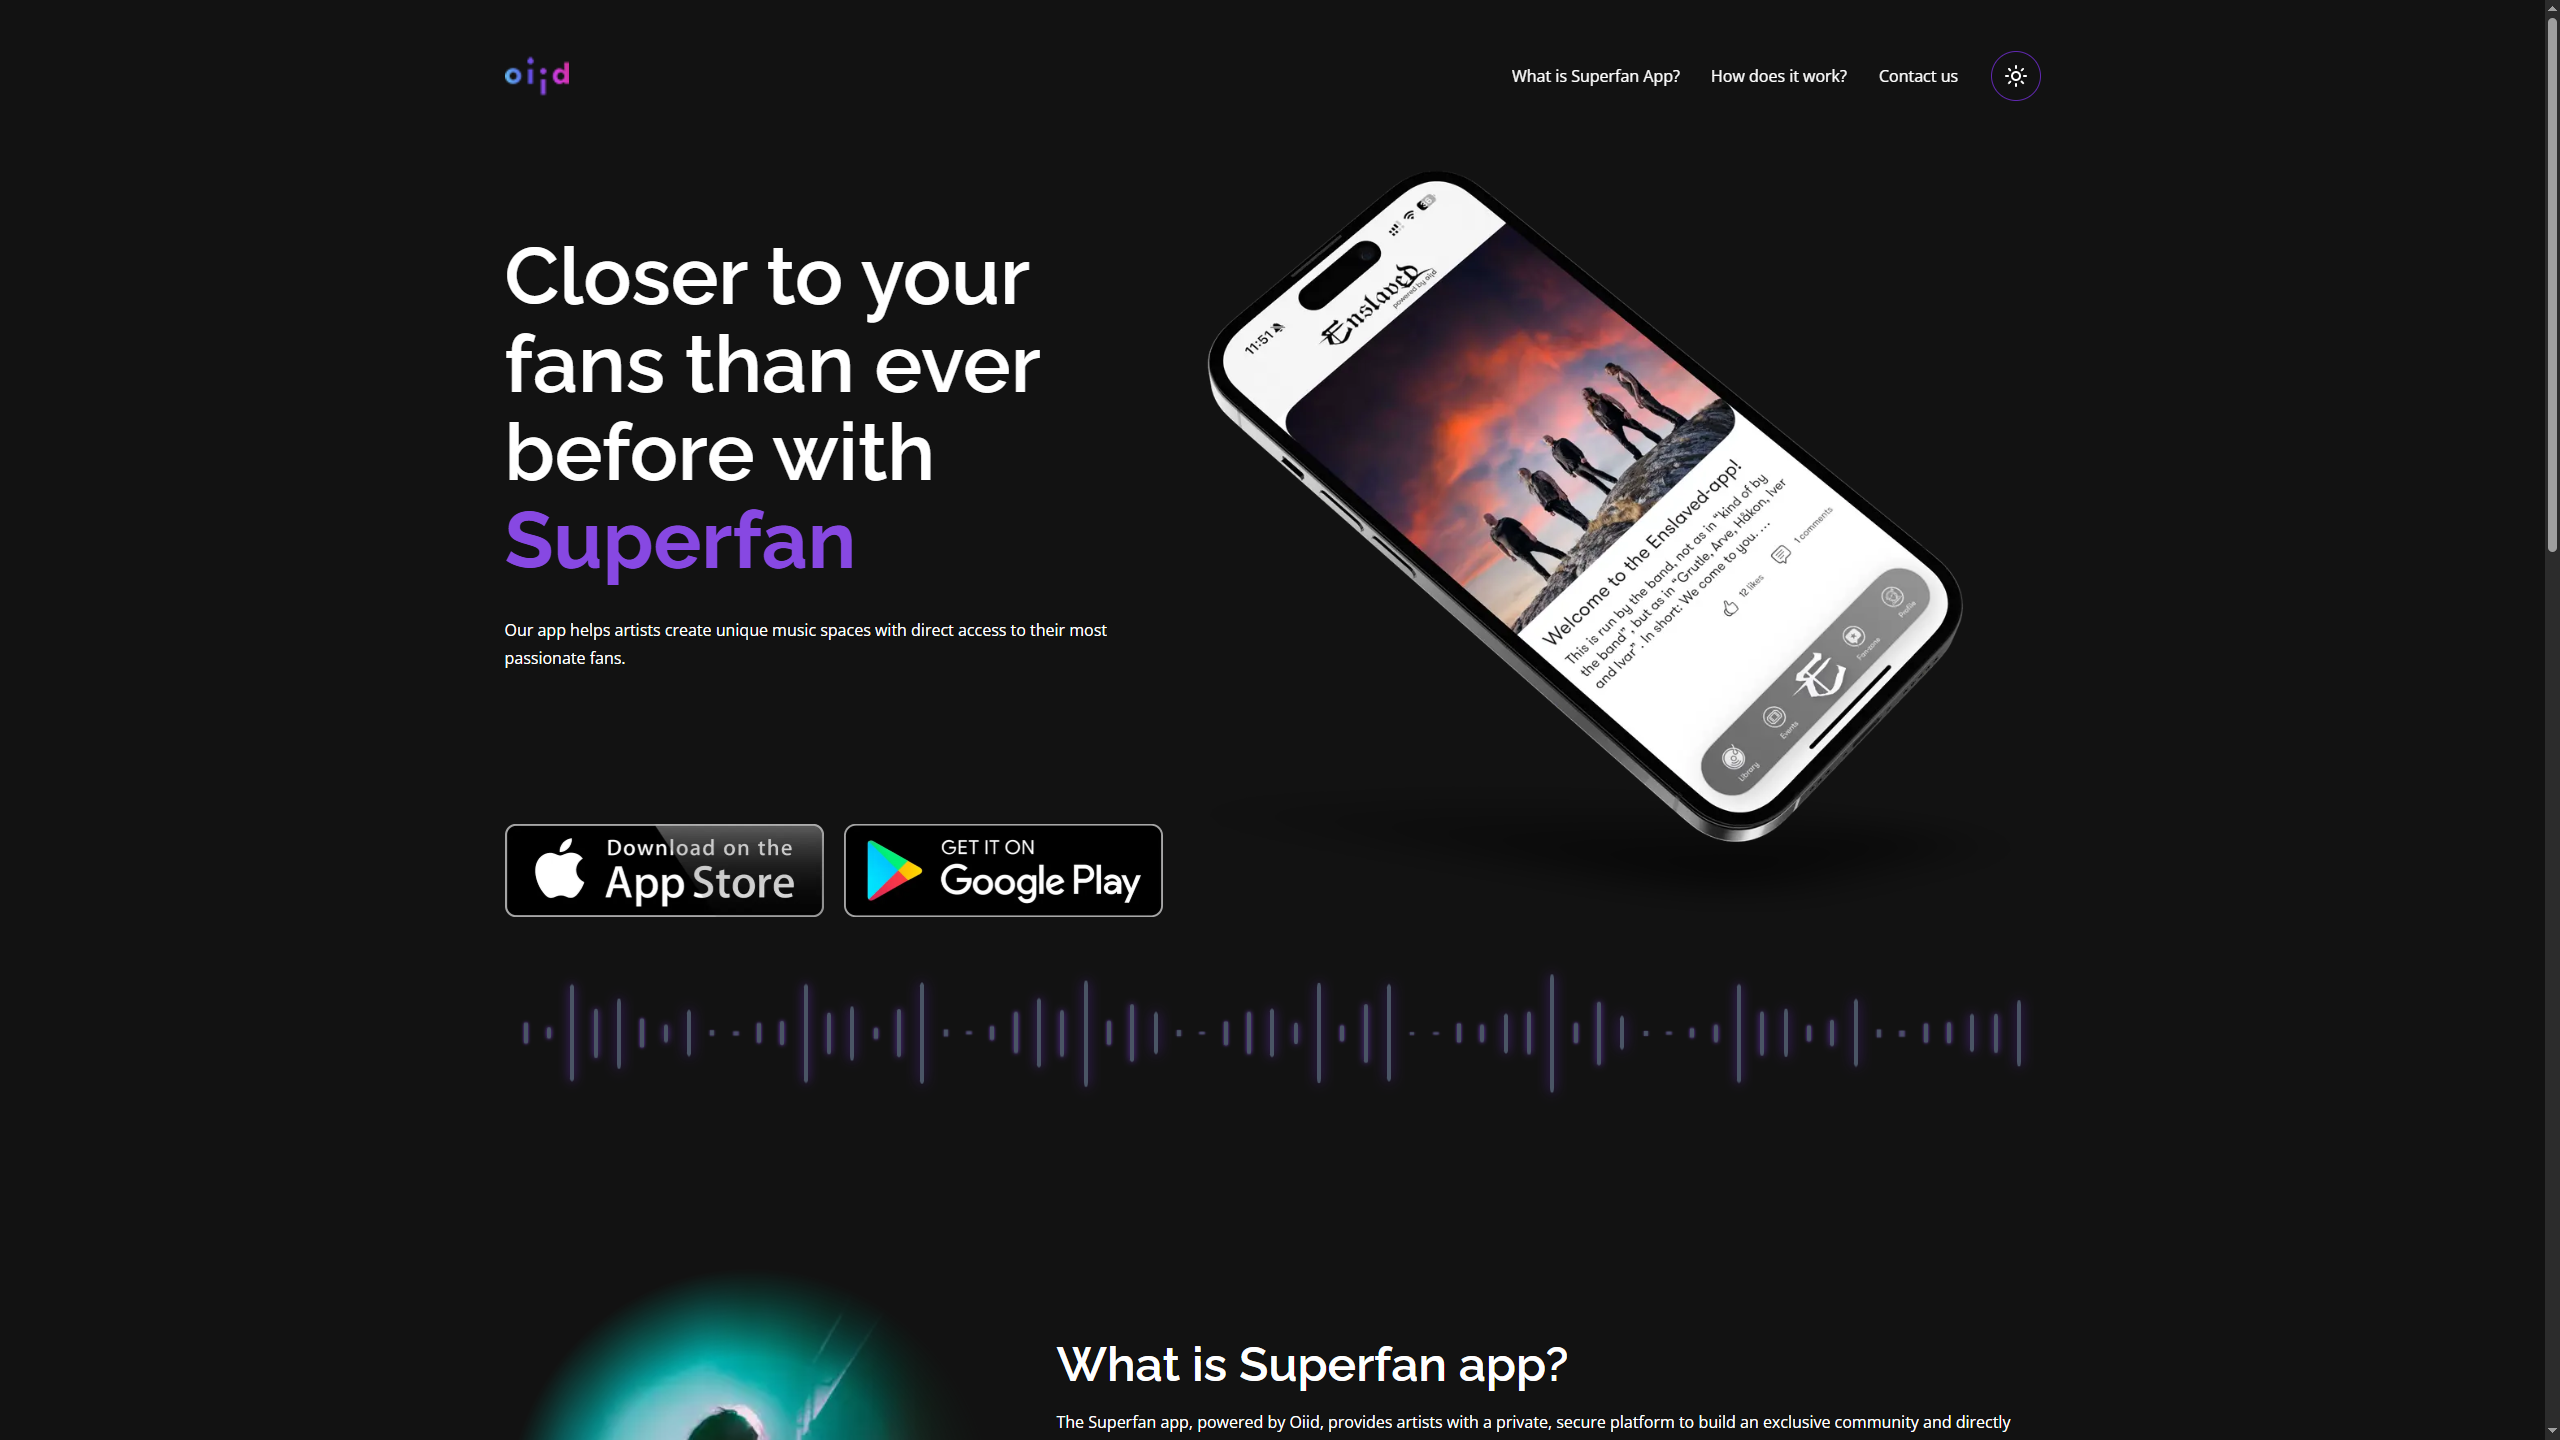 oiid
What is Superfan App?
How does it work?
Contact us
Closer to your
fans than ever
before with
Superfan
Our app helps artists create unique music spaces with direct access to their most
passionate fans.
Download on the
App Store
GET IT ON
Google Play
11:51
36
Enslaved
powered by oiid
Welcome to the Enslaved-app!
This is run by the band, not as in “kind of by
the band”, but as in “Grutle, Arve, Håkon, Iver
and Ivar”. In short: We come to you. ...
12 likes
1 comments
Library
Events
E
Fan-zone
Profile
What is Superfan app?
The Superfan app, powered by Oiid, provides artists with a private, secure platform to build an exclusive community and directly